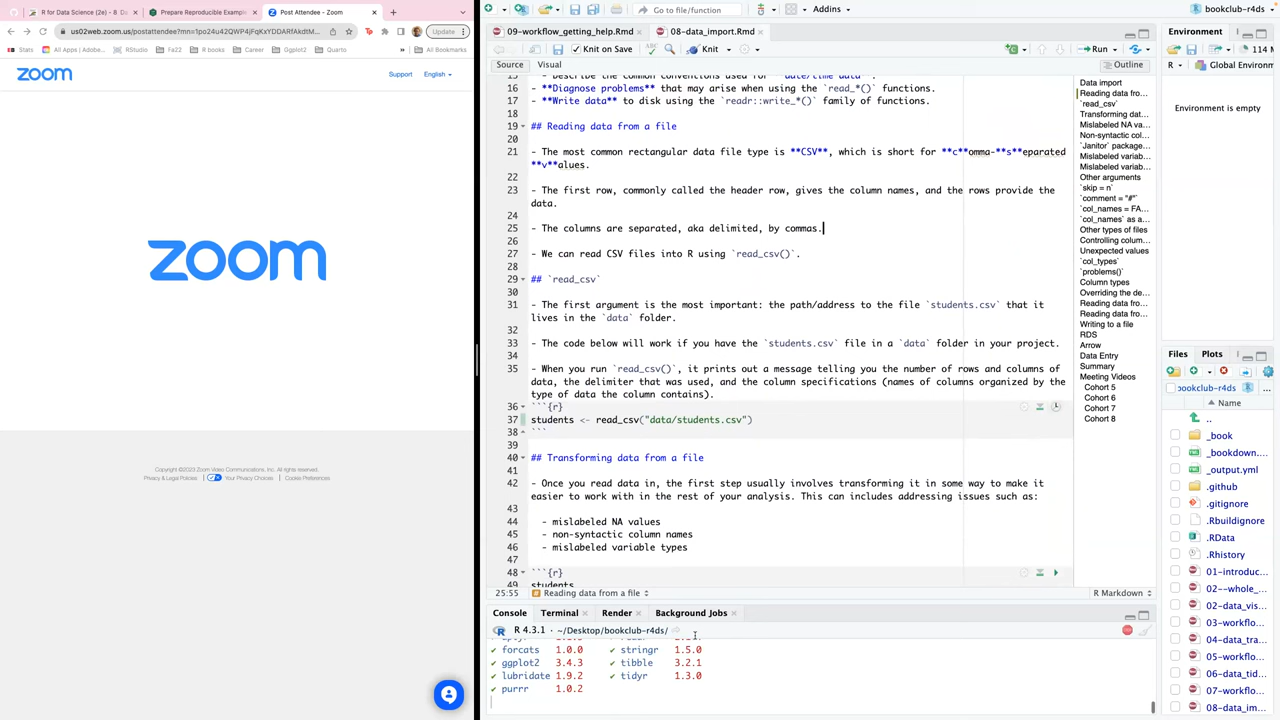 R for Data Science (2e) - 8 Da
Prepare Reproducible Example
Post Attendee - Zoom
us02web.zoom.us/postattendee?mn=1po24u42QWP4jFqKxYDDARfAkdtM...
Update
Stats
All Apps | Adobe...
RStudio
Fa22
R books
Career
Ggplot2
Quarto
All Bookmarks
zoom
Support
English
zoom
Copyright ©2023 Zoom Video Communications, Inc. All rights reserved.
Privacy & Legal Policies
Your Privacy Choices
Cookie Preferences
Go to file/function
Addins
bookclub-r4ds
09-workflow_getting_help.Rmd
08-data_import.Rmd
Knit on Save
Knit
Run
Source
Visual
Outline
15 - Describe the common conventions used for "date/time data".
16 - **Diagnose problems** that may arise when using the `read_*()` functions.
17 - **Write data** to disk using the `readr::write_*()` family of functions.
18
19 ## Reading data from a file
20
21 - The most common rectangular data file type is **CSV**, which is short for **c**omma-**s**eparated
**v**alues.
22
23 - The first row, commonly called the header row, gives the column names, and the rows provide the
data.
24
25 - The columns are separated, aka delimited, by commas.
26
27 - We can read CSV files into R using `read_csv()`.
28
29 ## `read_csv`
30
31 - The first argument is the most important: the path/address to the file `students.csv` that it
lives in the `data` folder.
32
33 - The code below will work if you have the `students.csv` file in a `data` folder in your project.
34
35 - When you run `read_csv()`, it prints out a message telling you the number of rows and columns of
data, the delimiter that was used, and the column specifications (names of columns organized by the
type of data the column contains).
36 ```{r}
37 students <- read_csv("data/students.csv")
38 ```
39
40 ## Transforming data from a file
41
42 - Once you read data in, the first step usually involves transforming it in some way to make it
easier to work with in the rest of your analysis. This can includes addressing issues such as:
43
44 - mislabeled NA values
45 - non-syntactic column names
46 - mislabeled variable types
47
48 ```{r}
49 students
25:55
Reading data from a file
R Markdown
Data import
Reading data fro...
`read_csv`
Transforming dat...
Mislabeled NA va...
Non-syntactic col...
`Janitor` package...
Mislabeled variab...
Mislabeled variab...
Other arguments
`skip = n`
`comment = "#"`
`col_names = FA...
`col_names` as a...
Other types of files
Controlling colum...
Unexpected values
`col_types`
`problems()`
Column types
Overriding the de...
Reading data fro...
Reading data fro...
Writing to a file
RDS
Arrow
Data Entry
Summary
Meeting Videos
Cohort 5
Cohort 6
Cohort 7
Cohort 8
Console
Terminal
Render
Background Jobs
R 4.3.1 · ~/Desktop/bookclub-r4ds/
✔ forcats 1.0.0 ✔ stringr 1.5.0
✔ ggplot2 3.4.3 ✔ tibble 3.2.1
✔ lubridate 1.9.2 ✔ tidyr 1.3.0
✔ purrr 1.0.2
Environment
114 M
R
Global Environm
Environment is empty
Files
Plots
bookclub-r4ds
Name
..
_book
_bookdown....
_output.yml
.github
.gitignore
.Rbuildignore
.RData
.Rhistory
01-introduc...
02--whole_...
02-data_vis...
03-workflo...
04-data_tra...
05-workflo...
06-data_tid...
07-workflo...
08-data_im...